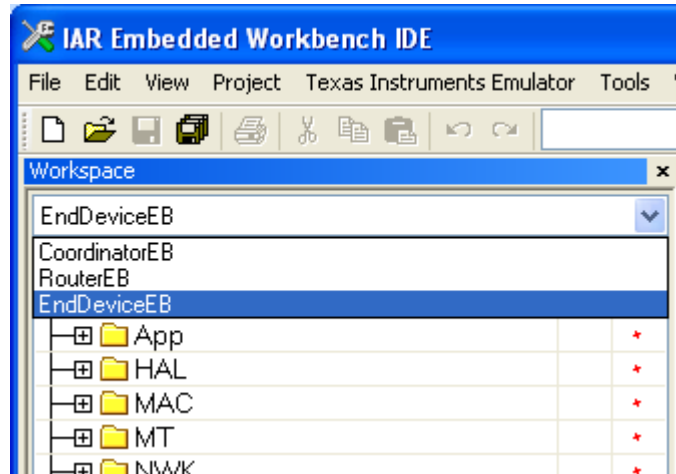 IAR Embedded Workbench IDE
File Edit View Project Texas Instruments Emulator Tools
Workspace
EndDeviceEB
CoordinatorEB
RouterEB
EndDeviceEB
App
HAL
MAC
MT
NWK